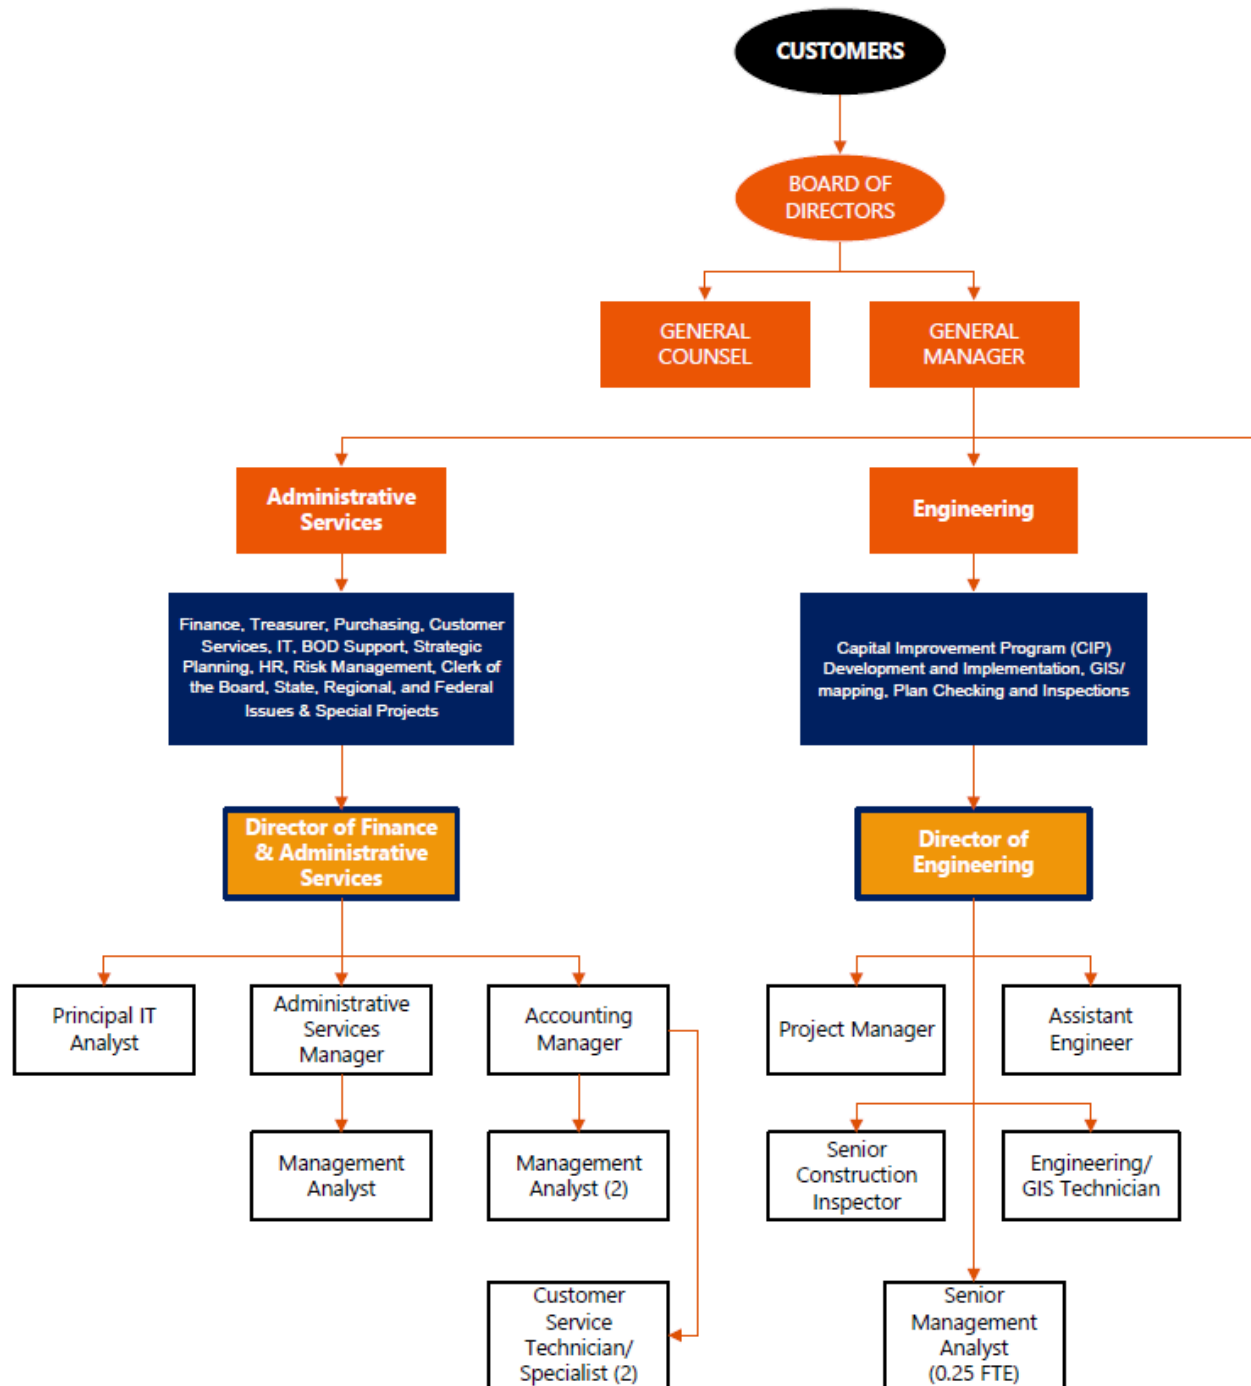 CUSTOMERS
BOARD OF
DIRECTORS
GENERAL
COUNSEL
GENERAL
MANAGER
Administrative
Services
Engineering
Finance, Treasurer, Purchasing, Customer
Services, IT, BOD Support, Strategic
Planning, HR, Risk Management, Clerk of
the Board, State, Regional, and Federal
Issues & Special Projects
Capital Improvement Program (CIP)
Development and Implementation, GIS/
mapping, Plan Checking and Inspections
Director of Finance
& Administrative
Services
Director of
Engineering
Principal IT
Analyst
Administrative
Services
Manager
Accounting
Manager
Project Manager
Assistant
Engineer
Management
Analyst
Management
Analyst (2)
Senior
Construction
Inspector
Engineering/
GIS Technician
Customer
Service
Technician/
Specialist (2)
Senior
Management
Analyst
(0.25 FTE)